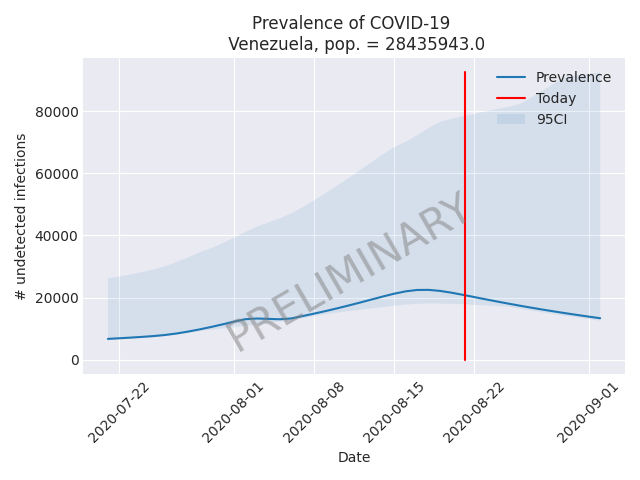 Prevalence of COVID-19
Venezuela, pop. = 28435943.0
Prevalence
Today
95CI
80000
60000
40000
20000
0
# undetected infections
PRELIMINARY
2020-07-22
2020-08-01
2020-08-08
2020-08-15
2020-08-22
2020-09-01
Date